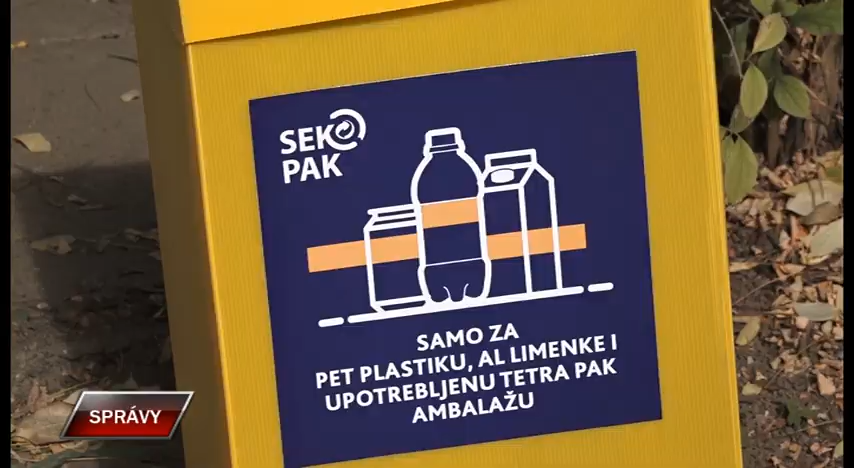 SEKO
PAK
SAMO ZA
PET PLASTIKU, AL LIMENKE I
UPOTREBLJENU TETRA PAK
AMBALAŽU
SPRÁVY